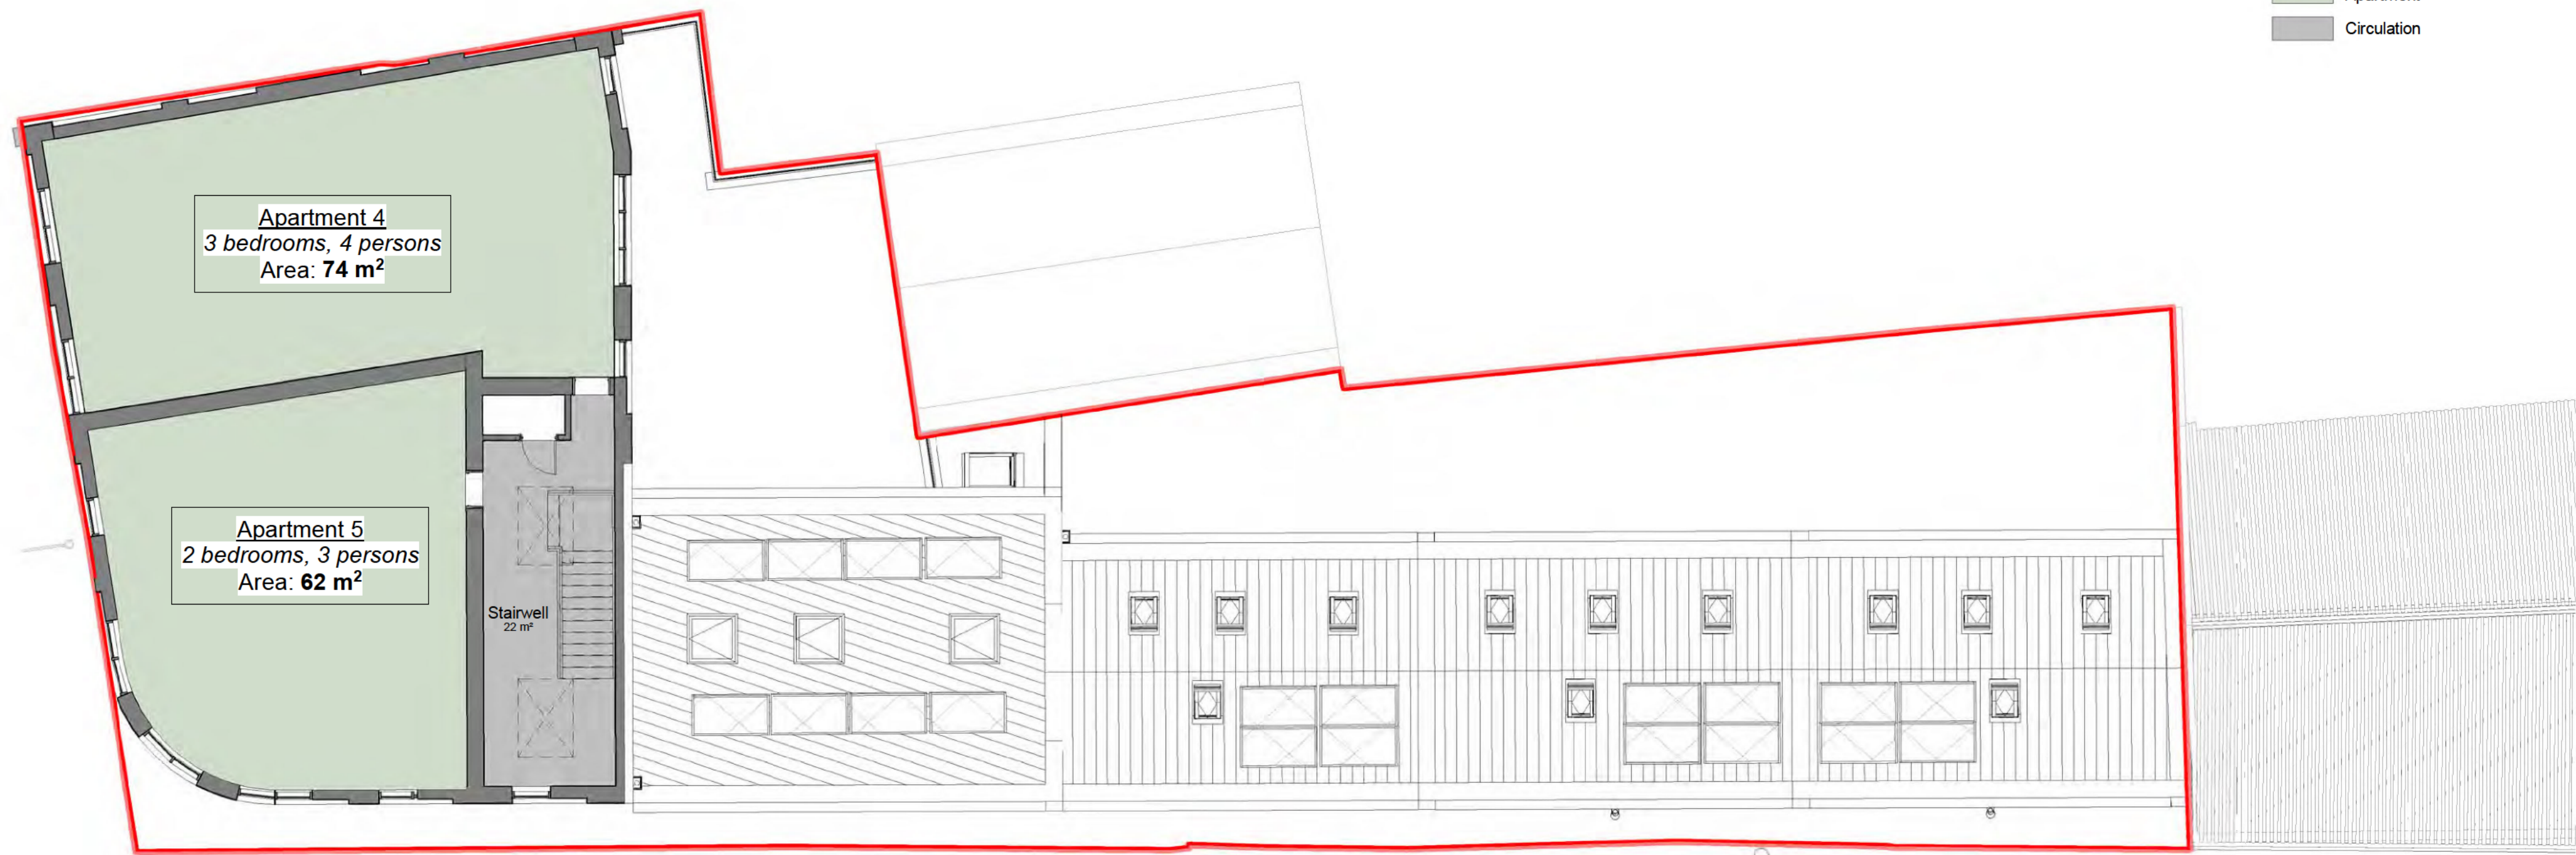 Apartment
Circulation
Apartment 4
3 bedrooms, 4 persons
Area: 74 m²
Apartment 5
2 bedrooms, 3 persons
Area: 62 m²
Stairwell
22 m²